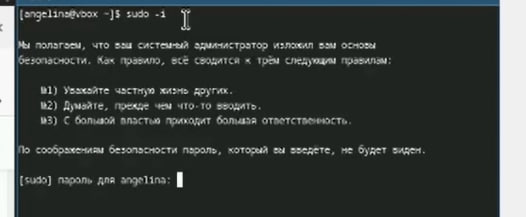 [angelina@vbox ~]$ sudo -i
Мы полагаем, что ваш системный администратор изложил вам основы
безопасности. Как правило, всё сводится к трём следующим правилам:
№1) Уважайте частную жизнь других.
№2) Думайте, прежде чем что-то вводить.
№3) С большой властью приходит большая ответственность.
По соображениям безопасности пароль, который вы введёте, не будет виден.
[sudo] пароль для angelina: